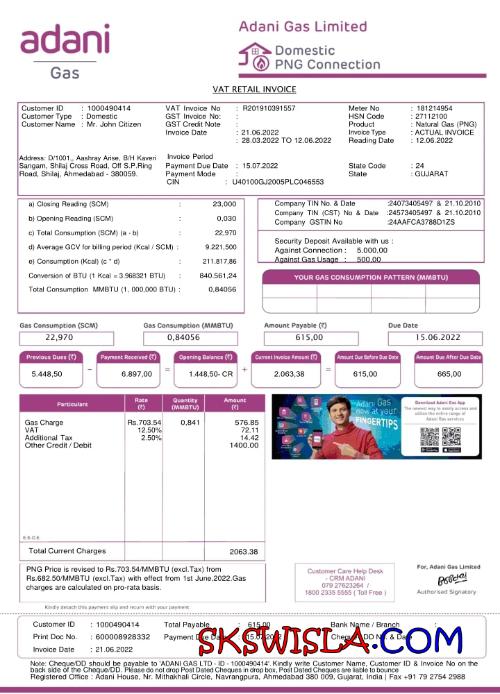 adani
Gas
Adani Gas Limited
Domestic
PNG Connection
VAT RETAIL INVOICE
Customer ID : 1000490414
Customer Type : Domestic
Customer Name : Mr. John Citizen
Address: D/1001,, Aashray Arise, B/H Kaveri
Sangam, Shilaj Cross Road, Off S.P.Ring
Road, Shilaj, Ahmedabad - 380059.
VAT Invoice No : R201910391557
GST Invoice No: :
GST Credit Note :
Invoice Date : 21.06.2022
: 28.03.2022 TO 12.06.2022
Invoice Period
Payment Due Date : 15.07.2022
Payment Mode :
CIN : U40100GJ2005PLC046553
Meter No : 181214954
HSN Code : 27112100
Product : Natural Gas (PNG)
Invoice Type : ACTUAL INVOICE
Reading Date : 12.06.2022
State Code : 24
State : GUJARAT
a) Closing Reading (SCM) : 23,000
b) Opening Reading (SCM) : 0,030
c) Total Consumption (SCM) (a - b) : 22,970
d) Average GCV for billing period (Kcal / SCM) : 9.221,500
e) Consumption (Kcal) (c * d) : 211.817,86
Conversion of BTU (1 Kcal = 3.968321 BTU) : 840.561,24
Total Consumption MMBTU (1, 000,000 BTU) : 0,84056
Company TIN No. & Date :24073405497 & 21.10.2010
Company TIN (CST) No & Date :24573405497 & 21.10.2010
Company GSTIN No :24AAFCA3788D1ZS
Security Deposit Available with us :
Against Connection : 5.000,00
Against Gas Usage : 500,00
YOUR GAS CONSUMPTION PATTERN (MMBTU)
Gas Consumption (SCM) Gas Consumption (MMBTU) Amount Payable (₹) Due Date
22,970 0,84056 615,00 15.06.2022
Previous Dues (₹) Payment Received (₹) Opening Balance (₹) Current Invoice Amount (₹) Amount Due Before Due Date Amount Due After Due Date
5.448,50 − 6.897,00 = 1.448,50- CR + 2.063,38 = 615,00 665,00
Particulars Rate (₹) Quantity (MMBTU) Amount (₹)
Gas Charge Rs.703.54 0,841 576.85
VAT 12.50% 72.11
Additional Tax 2.50% 14.42
Other Credit / Debit 1400.00
E.& O.E.
Total Current Charges 2063.38
Adani Gas
now at your
FINGERTIPS
Download Adani Gas App
The newest way to easily access and
utilize the entire range of
Adani Gas services
PNG Price is revised to Rs.703.54/MMBTU (excl.Tax) from
Rs.682.50/MMBTU (excl.Tax) with effect from 1st June,2022.Gas
charges are calculated on pro-rata basis.
Customer Care Help Desk
- CRM ADANI
079 27623264 /
1800 2335 5555 ( Toll Free )
For, Adani Gas Limited
Authorised Signatory
Kindly detach this payment slip and return with your payment
Customer ID : 1000490414 Total Payable : 615,00 Bank Name / Branch :
Print Doc No. : 600008928332 Payment Due Date : 15.07.2022 Cheque/DD No. & Date :
Invoice Date : 21.06.2022
SKSWISLA.COM
Note: Cheque/DD should be payable to 'ADANI GAS LTD - ID - 1000490414'. Kindly write Customer Name, Customer ID & Invoice No on the
back side of the Cheque/DD. Please do not drop Post Dated Cheques in drop box, Post Dated Cheques are liable to bounce
Registered Office : Adani House, Nr. Mithakhali Circle, Navrangpura, Ahmedabad 380 009, Gujarat, India | Fax +91 79 2754 2988